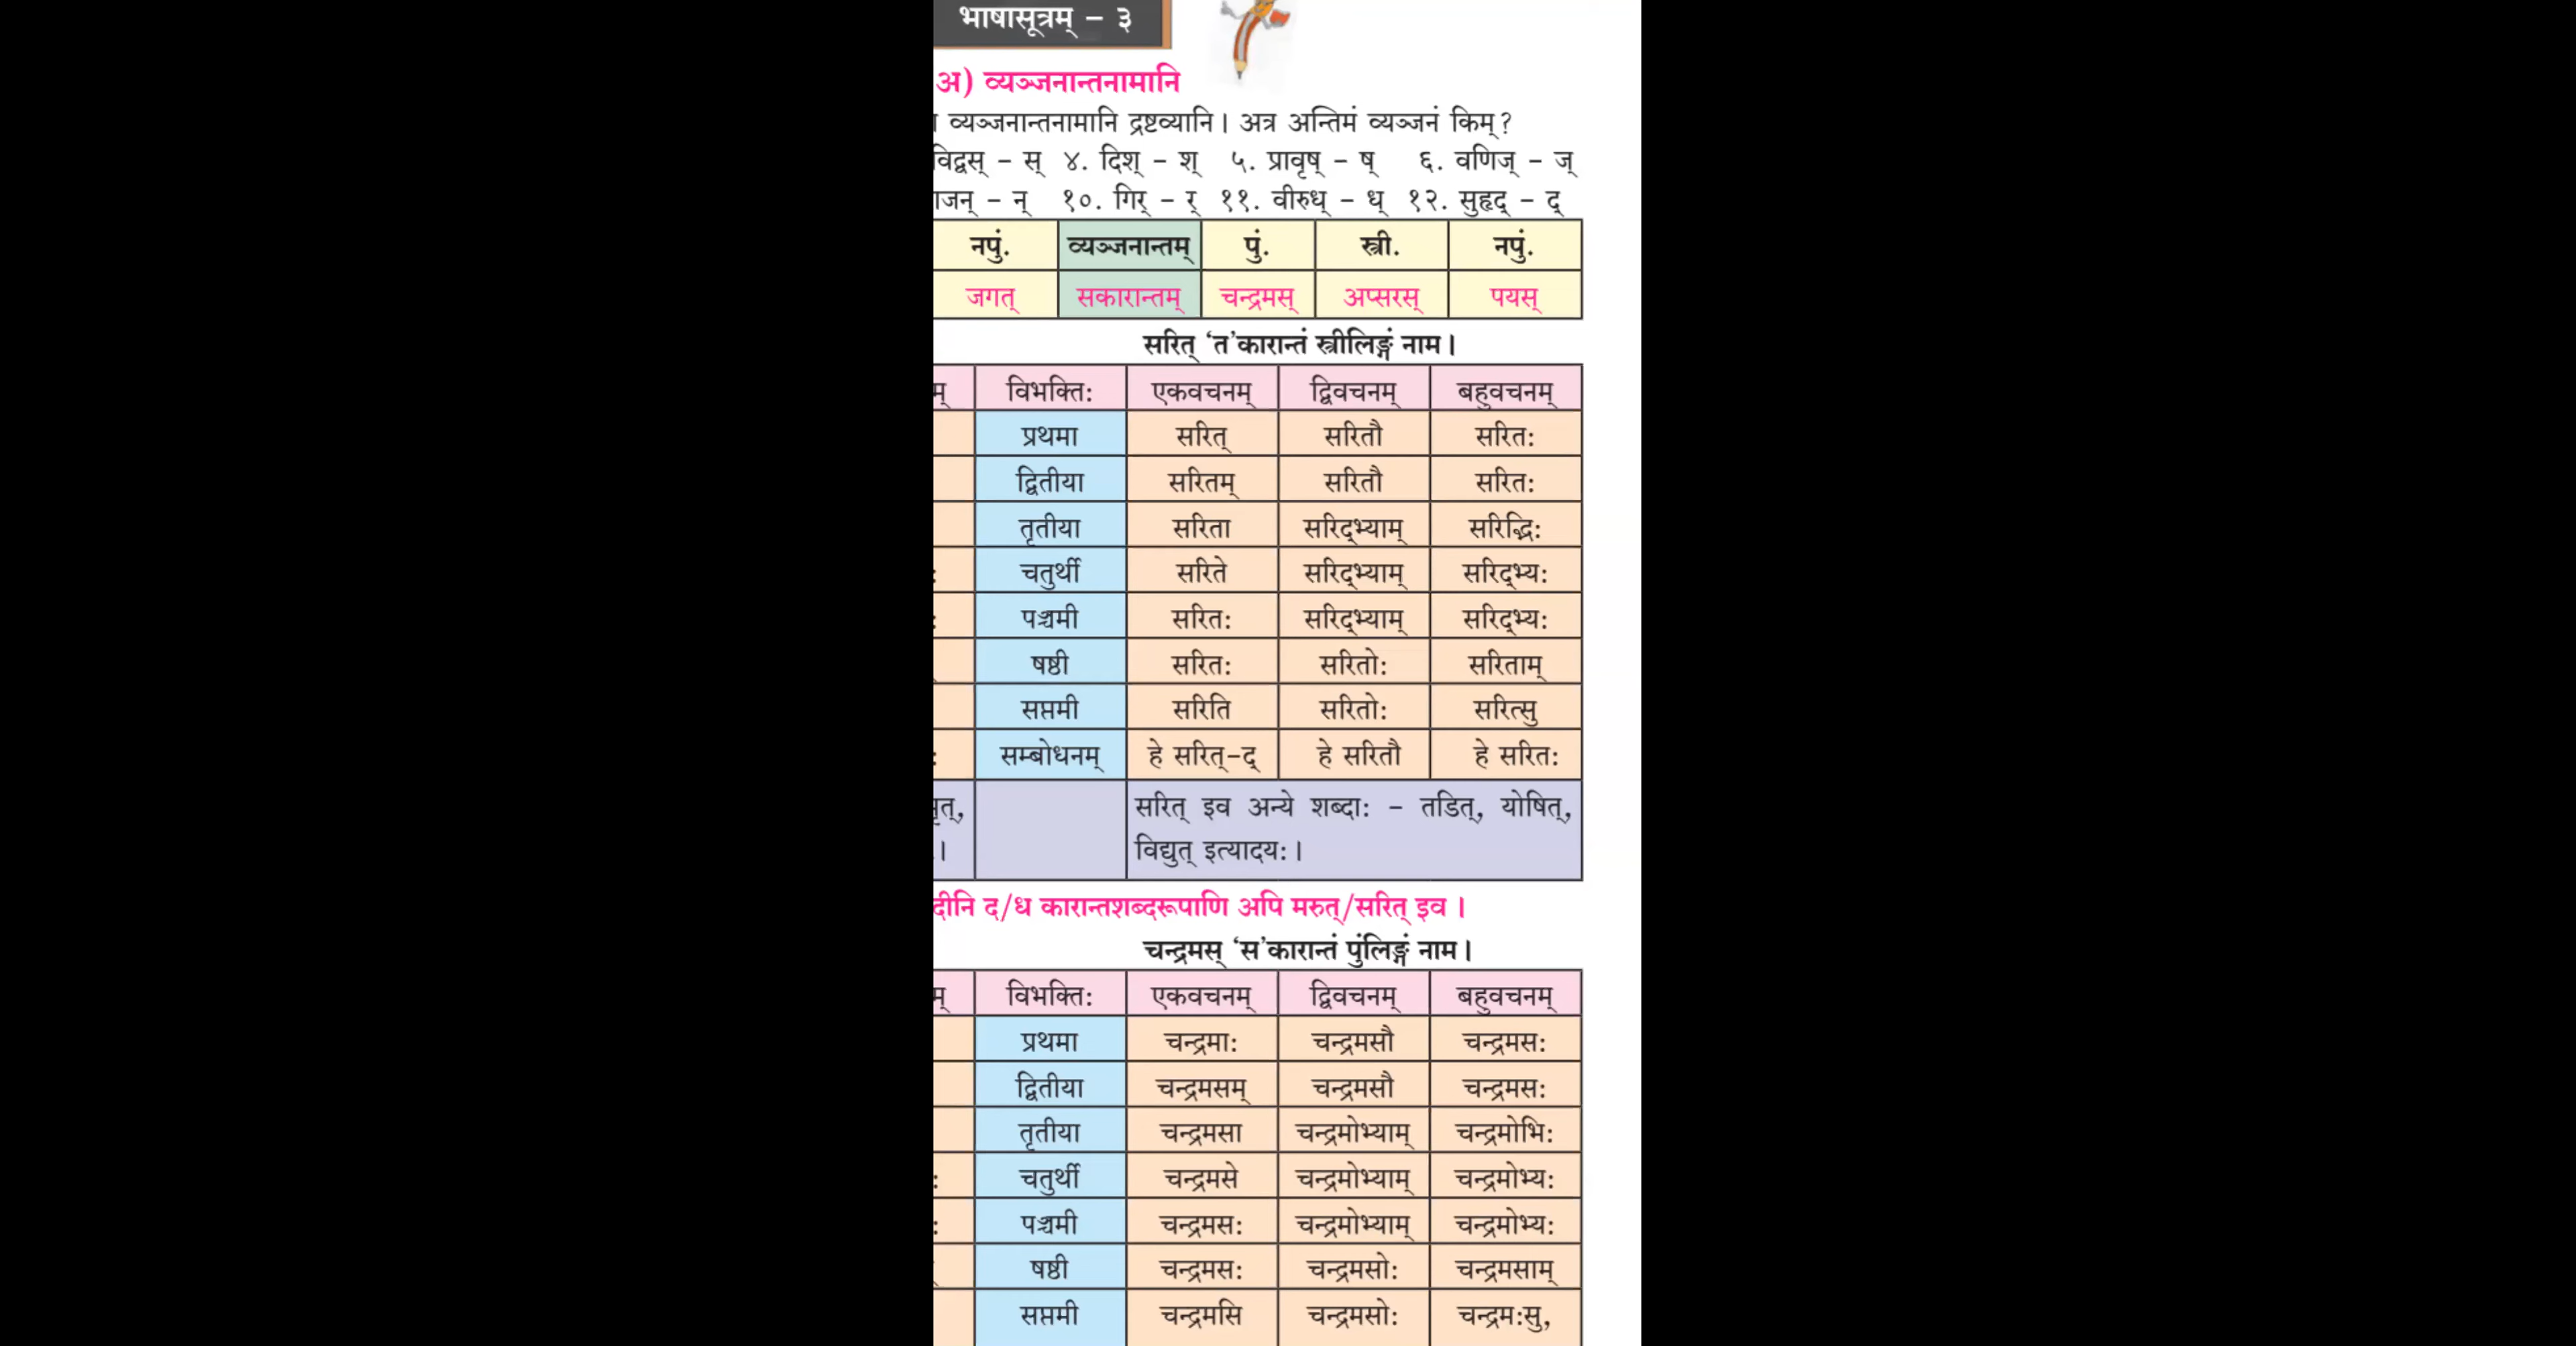 भाषासूत्रम् – ३
अ) व्यञ्जनान्तनामानि
व्यञ्जनान्तनामानि द्रष्टव्यानि। अत्र अन्तिमं व्यञ्जनं किम्?
विद्वस् – स् ४. दिश् – श् ५. प्रावृष् – ष् ६. वणिज् – ज्
– न् १०. गिर् – र् ११. वीरुध् – ध् १२. सुहृद् – द्
नपुं. व्यञ्जनान्तम् पुं. स्त्री. नपुं.
जगत् सकारान्तम् चन्द्रमस् अप्सरस् पयस्
सरित् ‘त’कारान्तं स्त्रीलिङ्गं नाम।
विभक्तिः एकवचनम् द्विवचनम् बहुवचनम्
प्रथमा सरित् सरितौ सरितः
द्वितीया सरितम् सरितौ सरितः
तृतीया सरिता सरिद्भ्याम् सरिद्भिः
चतुर्थी सरिते सरिद्भ्याम् सरिद्भ्यः
पञ्चमी सरितः सरिद्भ्याम् सरिद्भ्यः
षष्ठी सरितः सरितोः सरिताम्
सप्तमी सरिति सरितोः सरित्सु
सम्बोधनम् हे सरित्-द् हे सरितौ हे सरितः
सरित् इव अन्ये शब्दाः – तडित्, योषित्,
विद्युत् इत्यादयः।
द/ध कारान्तशब्दरूपाणि अपि मरुत्/सरित् इव।
चन्द्रमस् ‘स’कारान्तं पुंलिङ्गं नाम।
विभक्तिः एकवचनम् द्विवचनम् बहुवचनम्
प्रथमा चन्द्रमाः चन्द्रमसौ चन्द्रमसः
द्वितीया चन्द्रमसम् चन्द्रमसौ चन्द्रमसः
तृतीया चन्द्रमसा चन्द्रमोभ्याम् चन्द्रमोभिः
चतुर्थी चन्द्रमसे चन्द्रमोभ्याम् चन्द्रमोभ्यः
पञ्चमी चन्द्रमसः चन्द्रमोभ्याम् चन्द्रमोभ्यः
षष्ठी चन्द्रमसः चन्द्रमसोः चन्द्रमसाम्
सप्तमी चन्द्रमसि चन्द्रमसोः चन्द्रमःसु,